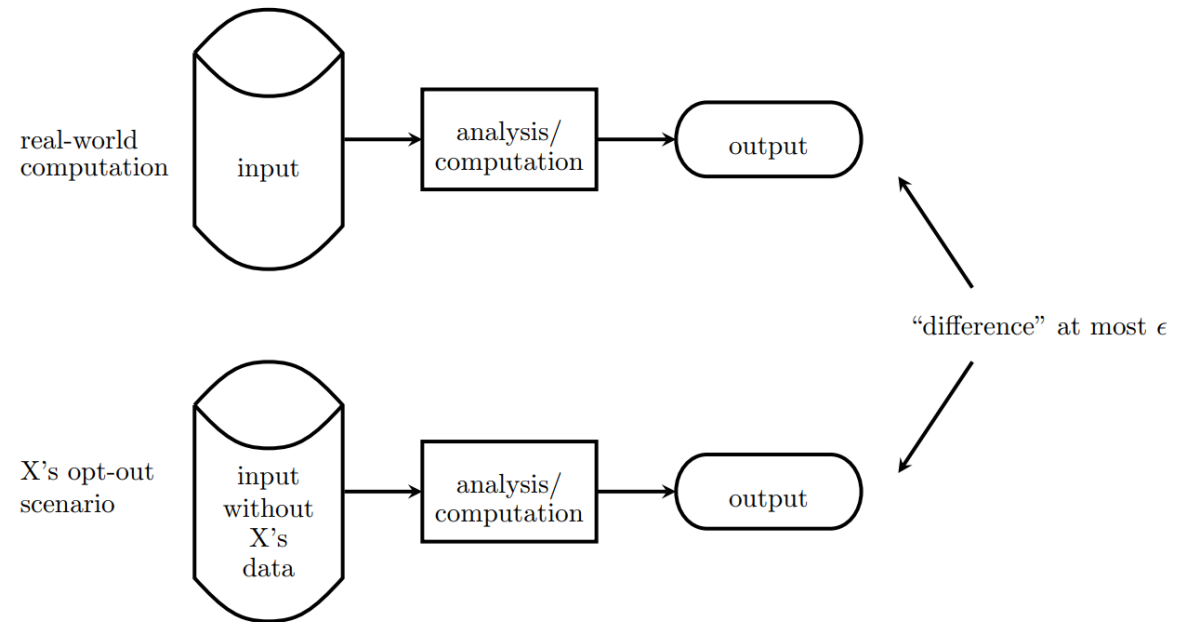 real-world
computation
input
analysis/
computation
output
“difference” at most ϵ
X’s opt-out
scenario
input
without
X’s
data
analysis/
computation
output